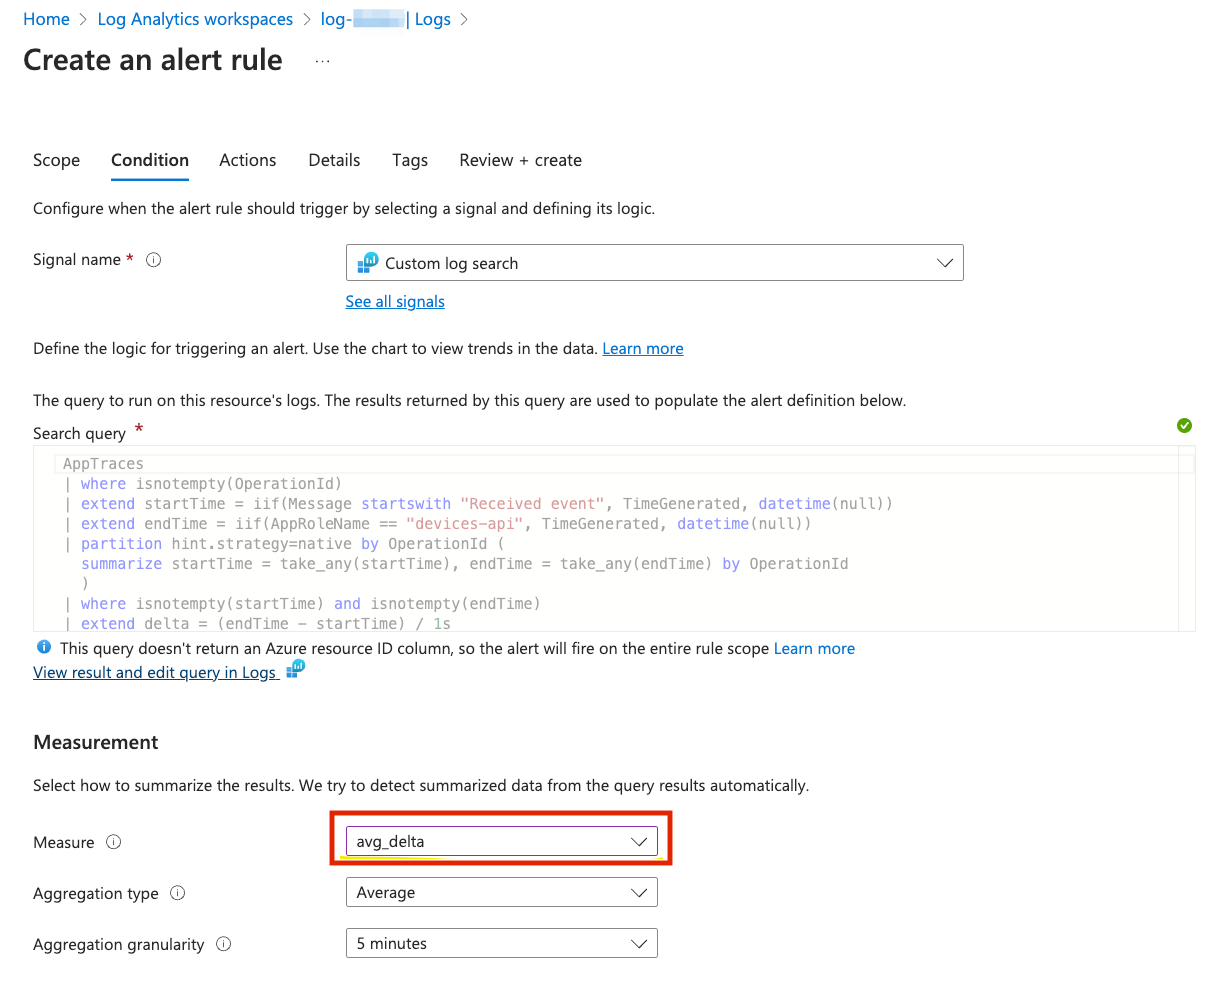 Home > Log Analytics workspaces > log- | Logs >
Create an alert rule ...
Scope Condition Actions Details Tags Review + create
Configure when the alert rule should trigger by selecting a signal and defining its logic.
Signal name *
Custom log search
See all signals
Define the logic for triggering an alert. Use the chart to view trends in the data. Learn more
The query to run on this resource's logs. The results returned by this query are used to populate the alert definition below.
Search query *
AppTraces
| where isnotempty(OperationId)
| extend startTime = iif(Message startswith "Received event", TimeGenerated, datetime(null))
| extend endTime = iif(AppRoleName == "devices-api", TimeGenerated, datetime(null))
| partition hint.strategy=native by OperationId (
summarize startTime = take_any(startTime), endTime = take_any(endTime) by OperationId
)
| where isnotempty(startTime) and isnotempty(endTime)
| extend delta = (endTime - startTime) / 1s
This query doesn't return an Azure resource ID column, so the alert will fire on the entire rule scope Learn more
View result and edit query in Logs
Measurement
Select how to summarize the results. We try to detect summarized data from the query results automatically.
Measure avg_delta
Aggregation type Average
Aggregation granularity 5 minutes